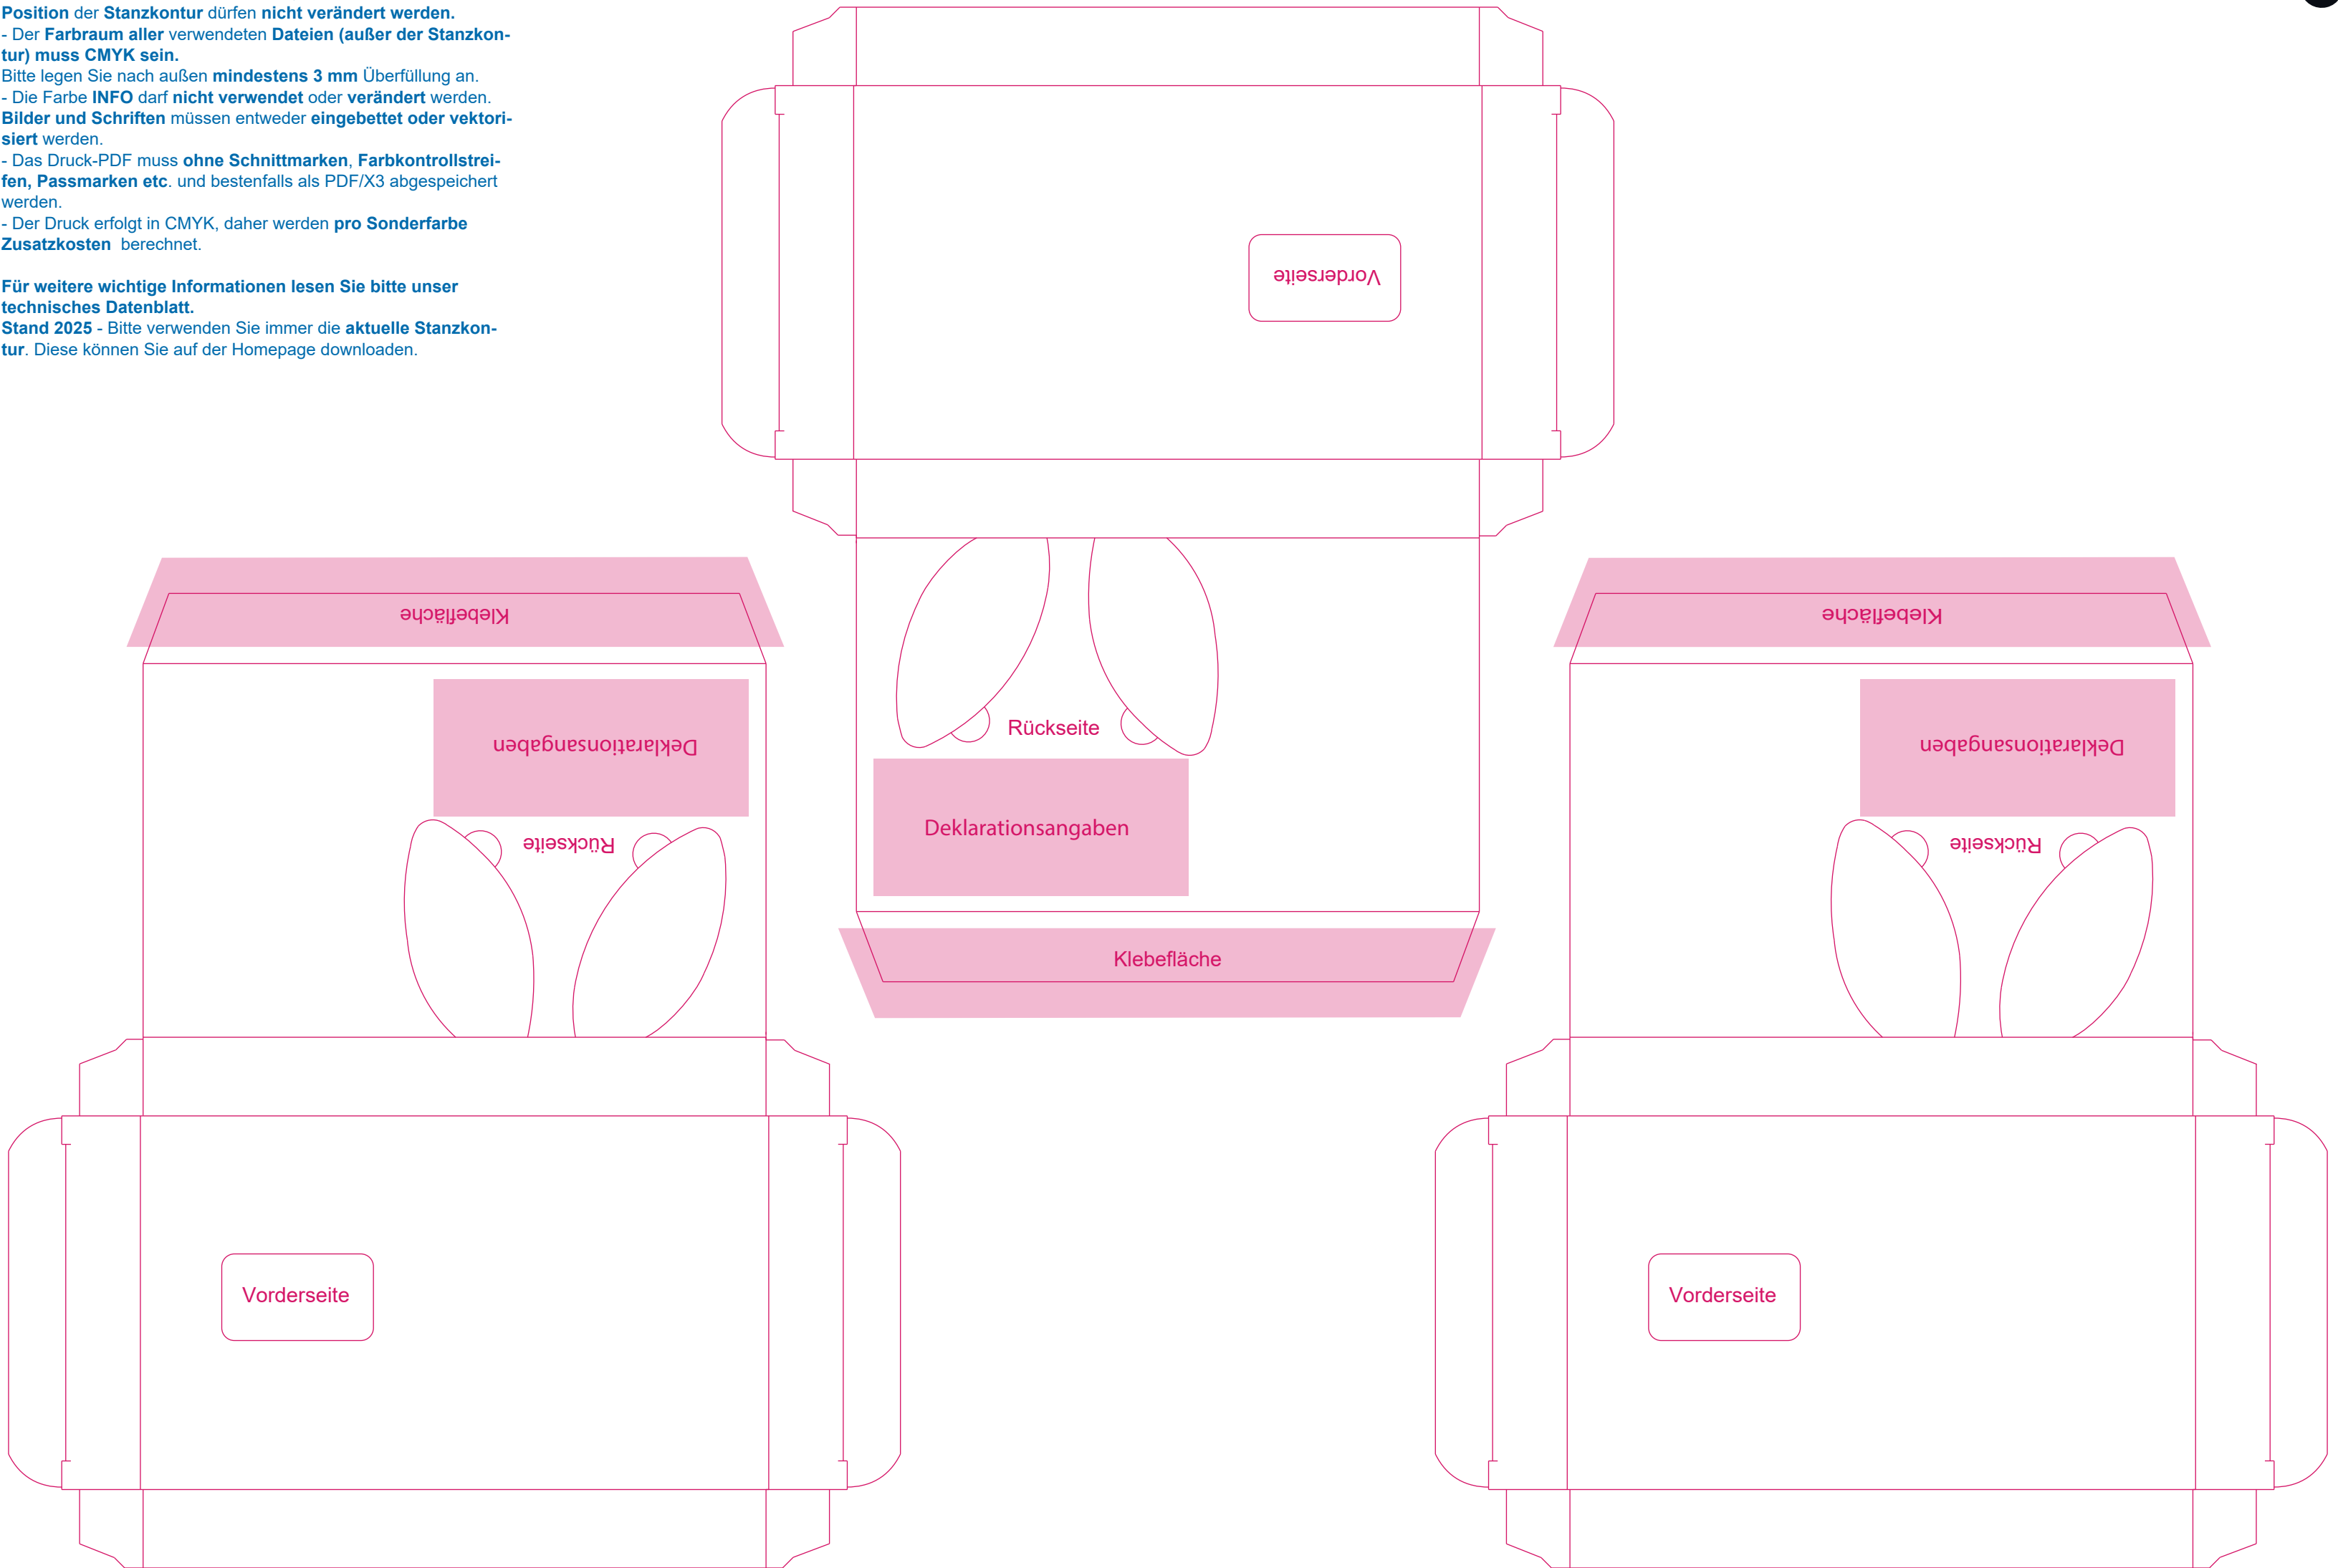 Position der Stanzkontur dürfen nicht verändert werden.
- Der Farbraum aller verwendeten Dateien (außer der Stanzkon-
tur) muss CMYK sein.
Bitte legen Sie nach außen mindestens 3 mm Überfüllung an.
- Die Farbe INFO darf nicht verwendet oder verändert werden.
Bilder und Schriften müssen entweder eingebettet oder vektori-
siert werden.
- Das Druck-PDF muss ohne Schnittmarken, Farbkontrollstrei-
fen, Passmarken etc. und bestenfalls als PDF/X3 abgespeichert
werden.
- Der Druck erfolgt in CMYK, daher werden pro Sonderfarbe
Zusatzkosten  berechnet.
Für weitere wichtige Informationen lesen Sie bitte unser
technisches Datenblatt.
Stand 2025 - Bitte verwenden Sie immer die aktuelle Stanzkon-
tur. Diese können Sie auf der Homepage downloaden.
Vorderseite
Klebefläche
Klebefläche
Deklarationsangaben
Rückseite
Deklarationsangaben
Deklarationsangaben
Rückseite
Rückseite
Klebefläche
Vorderseite
Vorderseite